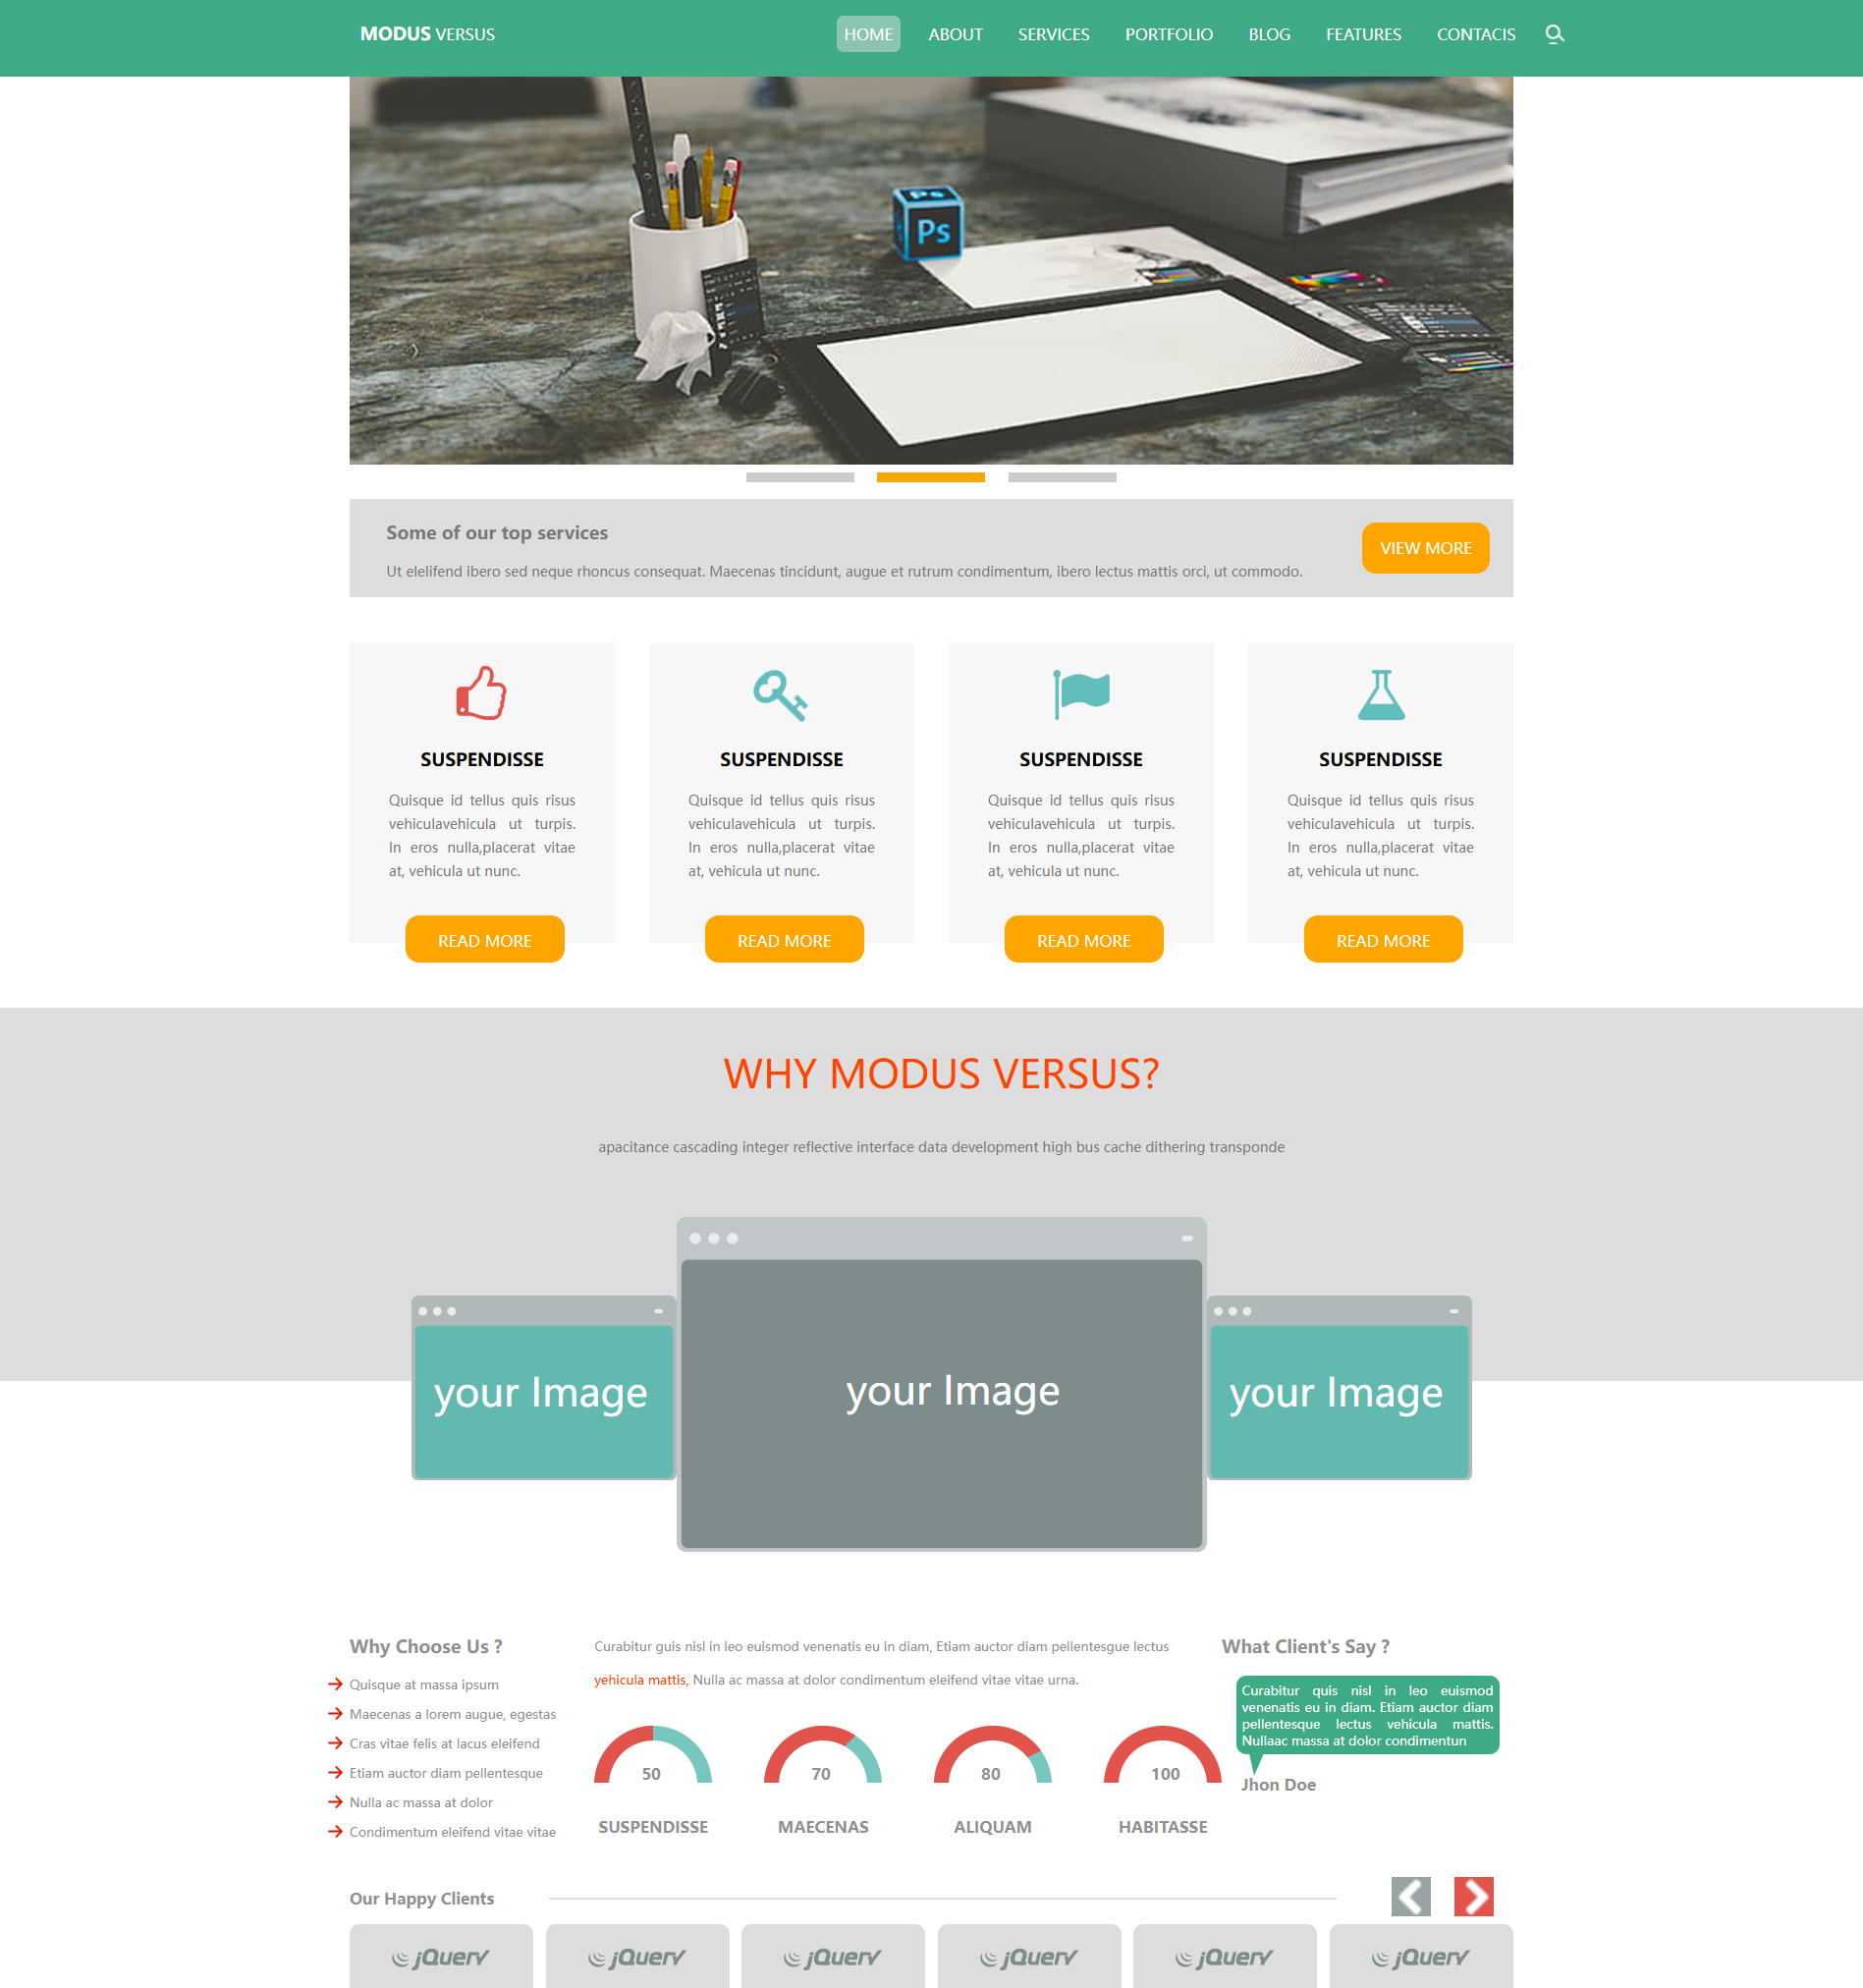 MODUS VERSUS
HOME ABOUT SERVICES PORTFOLIO BLOG FEATURES CONTACIS
Ps
Ps
Some of our top services
Ut elelifend ibero sed neque rhoncus consequat. Maecenas tincidunt, augue et rutrum condimentum, ibero lectus mattis orci, ut commodo.
VIEW MORE
SUSPENDISSE
Quisque id tellus quis risus
vehiculavehicula ut turpis.
In eros nulla,placerat vitae
at, vehicula ut nunc.
READ MORE
SUSPENDISSE
Quisque id tellus quis risus
vehiculavehicula ut turpis.
In eros nulla,placerat vitae
at, vehicula ut nunc.
READ MORE
SUSPENDISSE
Quisque id tellus quis risus
vehiculavehicula ut turpis.
In eros nulla,placerat vitae
at, vehicula ut nunc.
READ MORE
SUSPENDISSE
Quisque id tellus quis risus
vehiculavehicula ut turpis.
In eros nulla,placerat vitae
at, vehicula ut nunc.
READ MORE
WHY MODUS VERSUS?
apacitance cascading integer reflective interface data development high bus cache dithering transponde
your Image
your Image
your Image
Why Choose Us ?
Quisque at massa ipsum
Maecenas a lorem augue, egestas
Cras vitae felis at lacus eleifend
Etiam auctor diam pellentesque
Nulla ac massa at dolor
Condimentum eleifend vitae vitae
Curabitur guis nisl in leo euismod venenatis eu in diam, Etiam auctor diam pellentesgue lectus
yehicula mattis, Nulla ac massa at dolor condimentum eleifend vitae vitae urna.
50
SUSPENDISSE
70
MAECENAS
80
ALIQUAM
100
HABITASSE
What Client's Say ?
Curabitur quis nisl in leo euismod
venenatis eu in diam. Etiam auctor diam
pellentesque lectus vehicula mattis.
Nullaac massa at dolor condimentun
Jhon Doe
Our Happy Clients
jQuery
jQuery
jQuery
jQuery
jQuery
jQuery